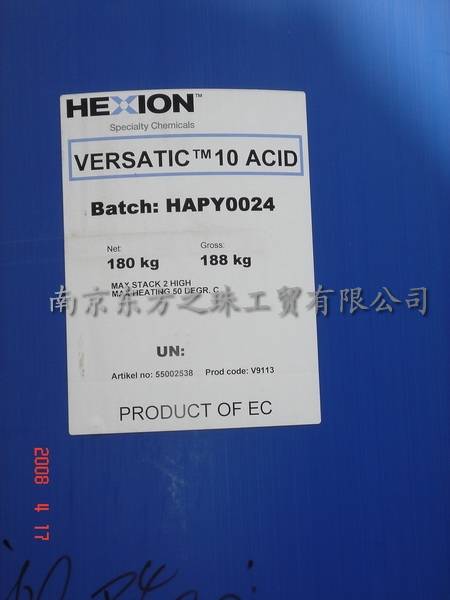 HEXION™
Specialty Chemicals
VERSATIC™ 10 ACID
Batch: HAPY0024
Net: Gross:
180 kg 188 kg
MAX STACK 2 HIGH
MAX HEATING 50 DEGR. C
南京东方之珠工贸有限公司
UN:
Artikel no: 55002538 Prod code: V9113
PRODUCT OF EC
2008 4 17